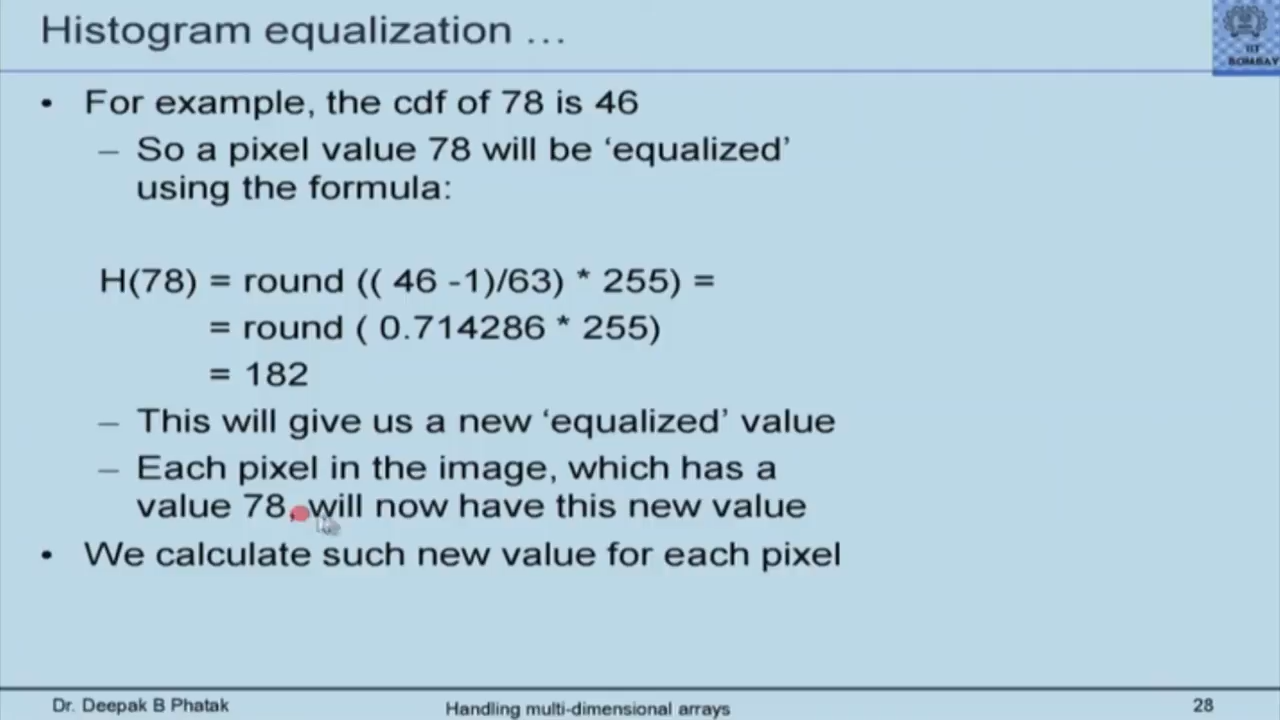 Histogram equalization ...
IIT
BOMBAY
• For example, the cdf of 78 is 46
– So a pixel value 78 will be ‘equalized’
using the formula:
H(78) = round (( 46 -1)/63) * 255) =
= round ( 0.714286 * 255)
= 182
– This will give us a new ‘equalized’ value
– Each pixel in the image, which has a
value 78, will now have this new value
• We calculate such new value for each pixel
Dr. Deepak B Phatak
Handling multi-dimensional arrays
28